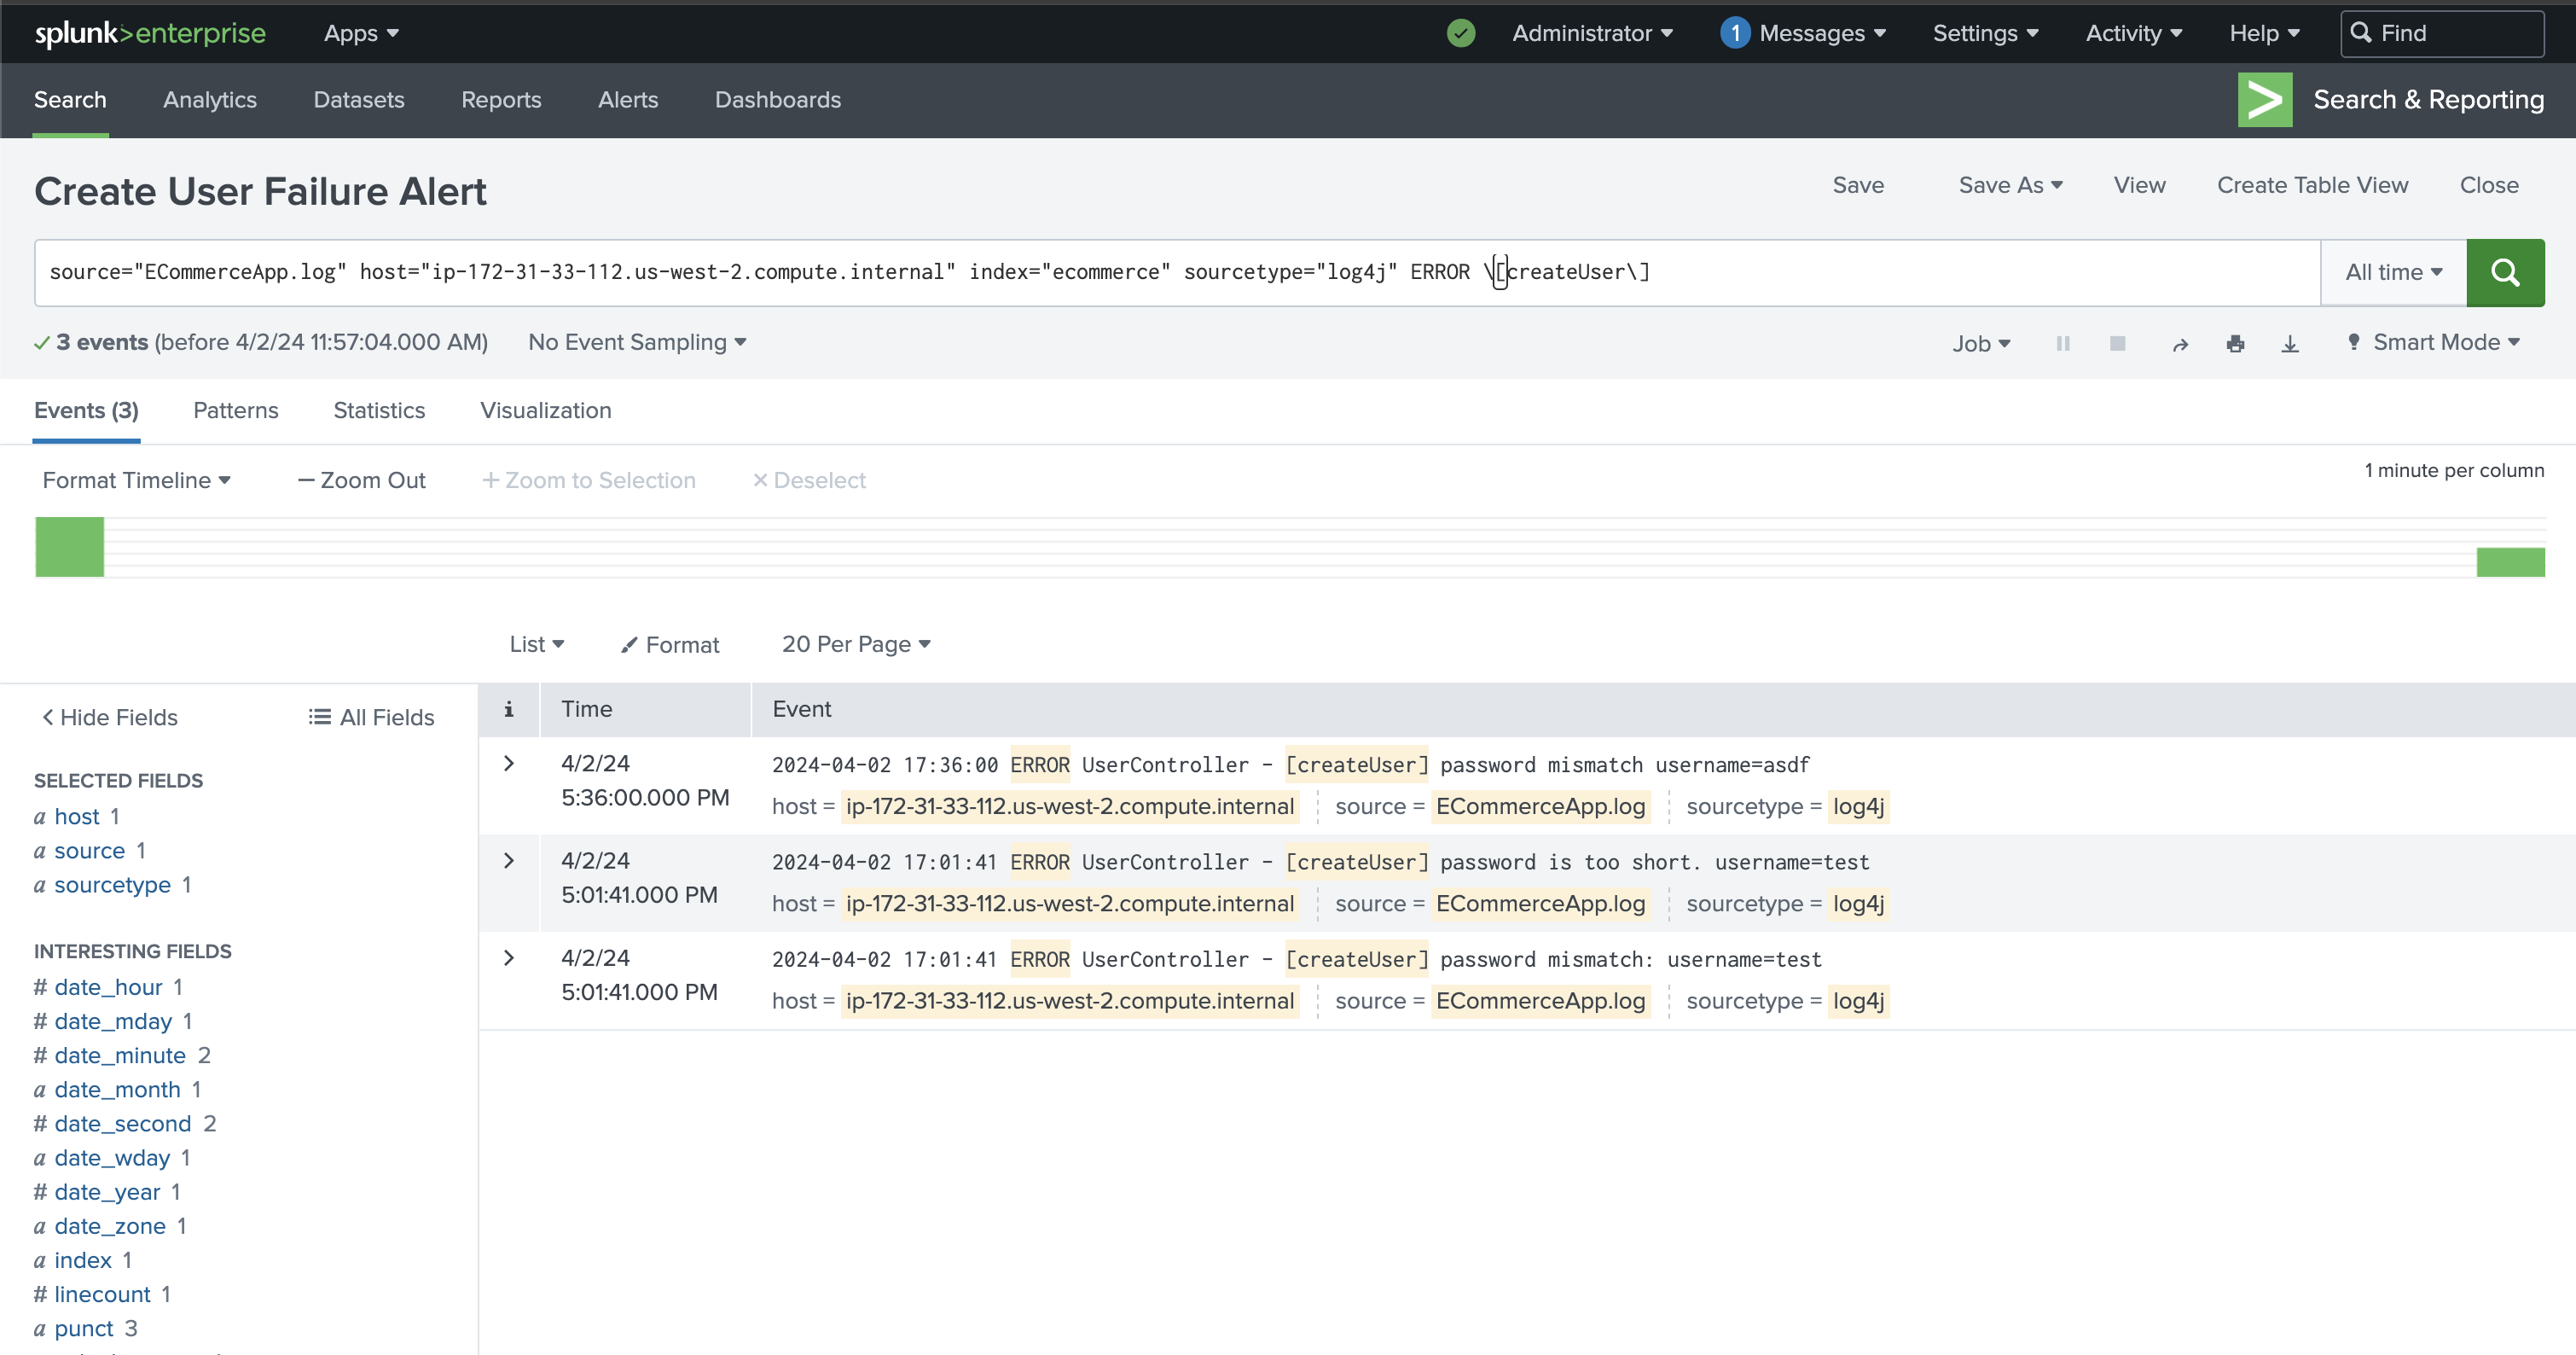 splunk>enterprise Apps Administrator 1 Messages Settings Activity Help Find
Search Analytics Datasets Reports Alerts Dashboards Search & Reporting
Create User Failure Alert Save Save As View Create Table View Close
source="ECommerceApp.log" host="ip-172-31-33-112.us-west-2.compute.internal" index="ecommerce" sourcetype="log4j" ERROR \[createUser\] All time
3 events (before 4/2/24 11:57:04.000 AM) No Event Sampling Job Smart Mode
Events (3) Patterns Statistics Visualization
Format Timeline — Zoom Out + Zoom to Selection × Deselect 1 minute per column
List Format 20 Per Page
< Hide Fields All Fields
i Time Event
SELECTED FIELDS
a host 1
a source 1
a sourcetype 1
INTERESTING FIELDS
# date_hour 1
# date_mday 1
# date_minute 2
a date_month 1
# date_second 2
a date_wday 1
# date_year 1
a date_zone 1
a index 1
# linecount 1
a punct 3
> 4/2/24 2024-04-02 17:36:00 ERROR UserController - [createUser] password mismatch username=asdf
5:36:00.000 PM host = ip-172-31-33-112.us-west-2.compute.internal source = ECommerceApp.log sourcetype = log4j
> 4/2/24 2024-04-02 17:01:41 ERROR UserController - [createUser] password is too short. username=test
5:01:41.000 PM host = ip-172-31-33-112.us-west-2.compute.internal source = ECommerceApp.log sourcetype = log4j
> 4/2/24 2024-04-02 17:01:41 ERROR UserController - [createUser] password mismatch: username=test
5:01:41.000 PM host = ip-172-31-33-112.us-west-2.compute.internal source = ECommerceApp.log sourcetype = log4j